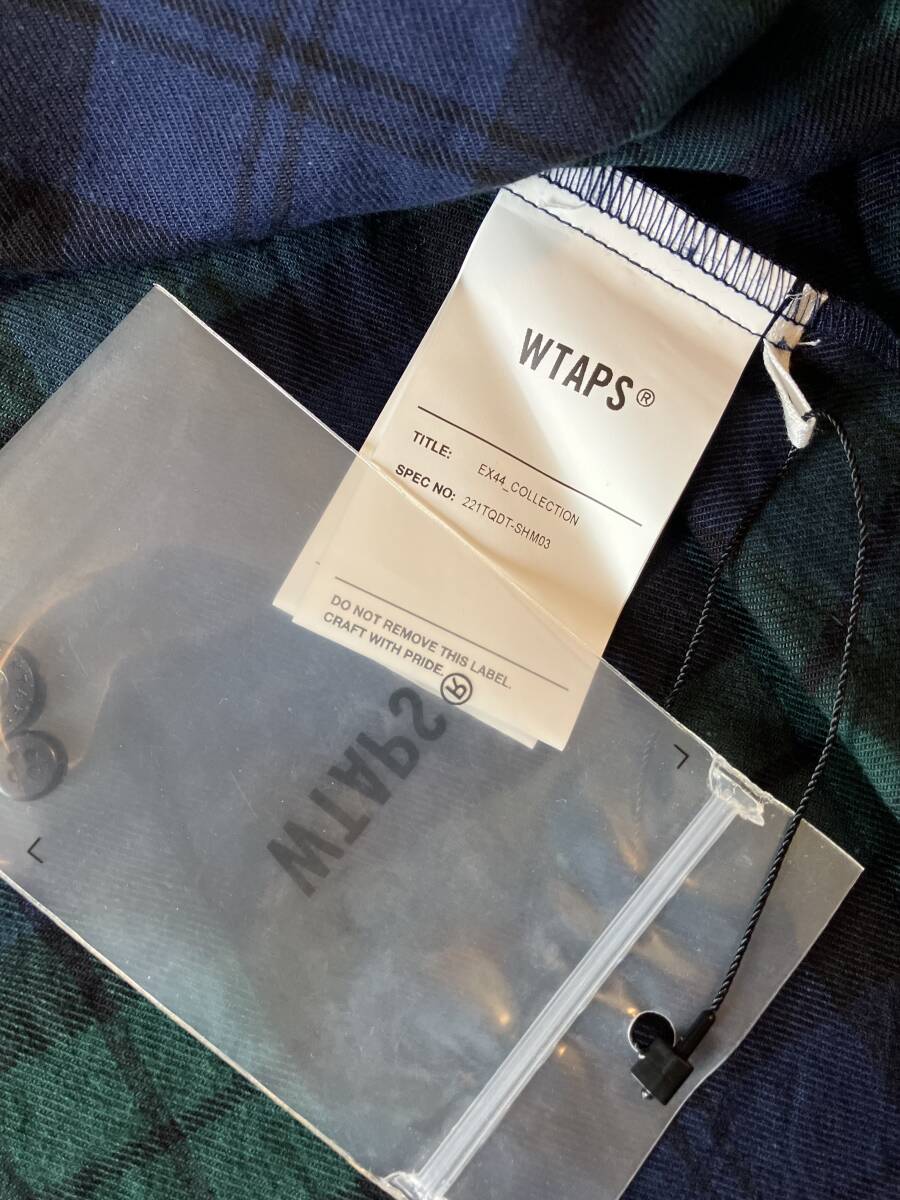 WTAPS®
TITLE: EX44_COLLECTION
SPEC NO: 221TQDT-SHM03
DO NOT REMOVE THIS LABEL.
CRAFT WITH PRIDE.
WTAPS®